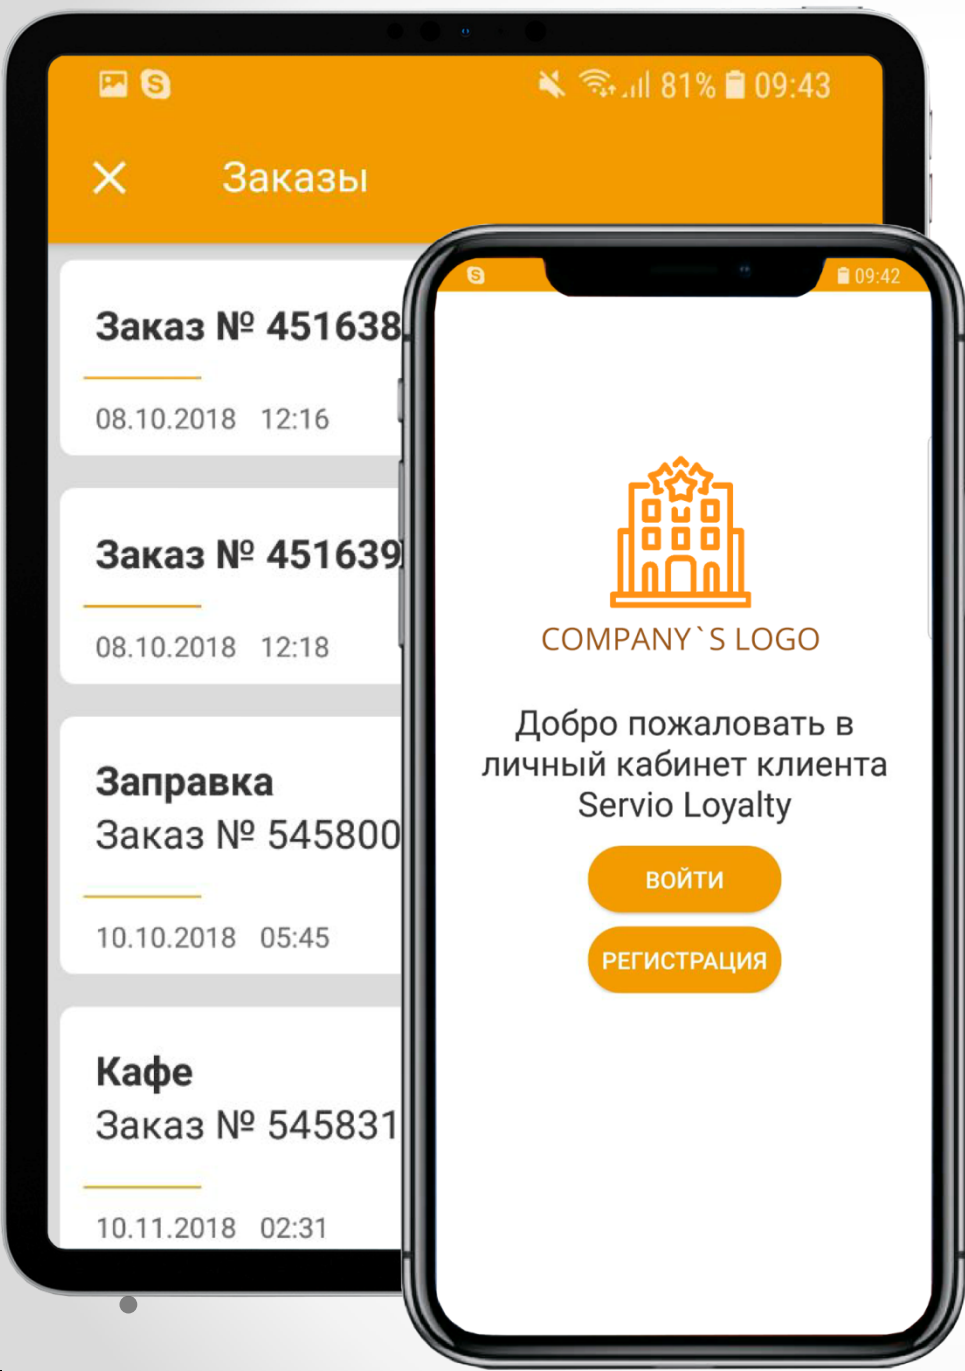 81% 09:43
Заказы
Заказ № 451638
08.10.2018 12:16
Заказ № 451639
08.10.2018 12:18
Заправка
Заказ № 545800
10.10.2018 05:45
Кафе
Заказ № 545831
10.11.2018 02:31
09:42
COMPANY`S LOGO
Добро пожаловать в
личный кабинет клиента
Servio Loyalty
ВОЙТИ
РЕГИСТРАЦИЯ